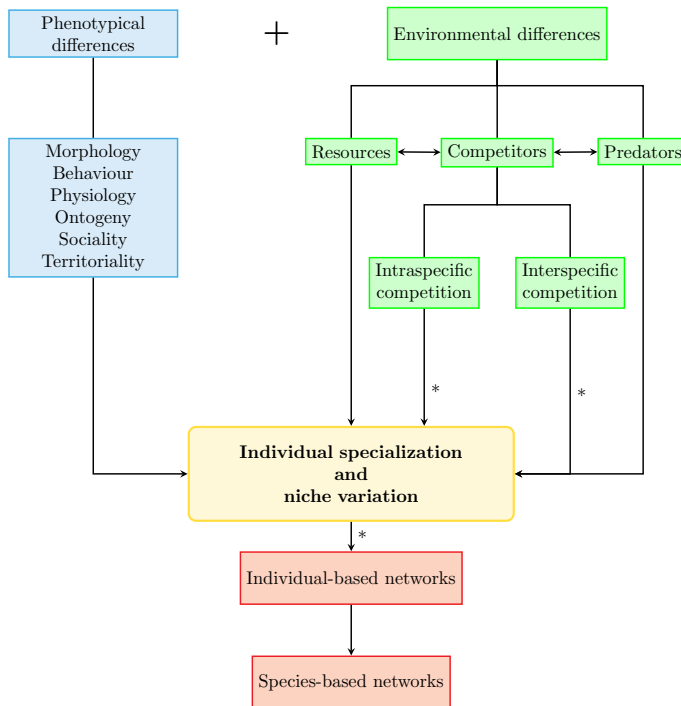 Phenotypical
differences
+
Environmental differences
Morphology
Behaviour
Physiology
Ontogeny
Sociality
Territoriality
Resources
Competitors
Predators
Intraspecific
competition
Interspecific
competition
*
*
Individual specialization
and
niche variation
*
Individual-based networks
Species-based networks